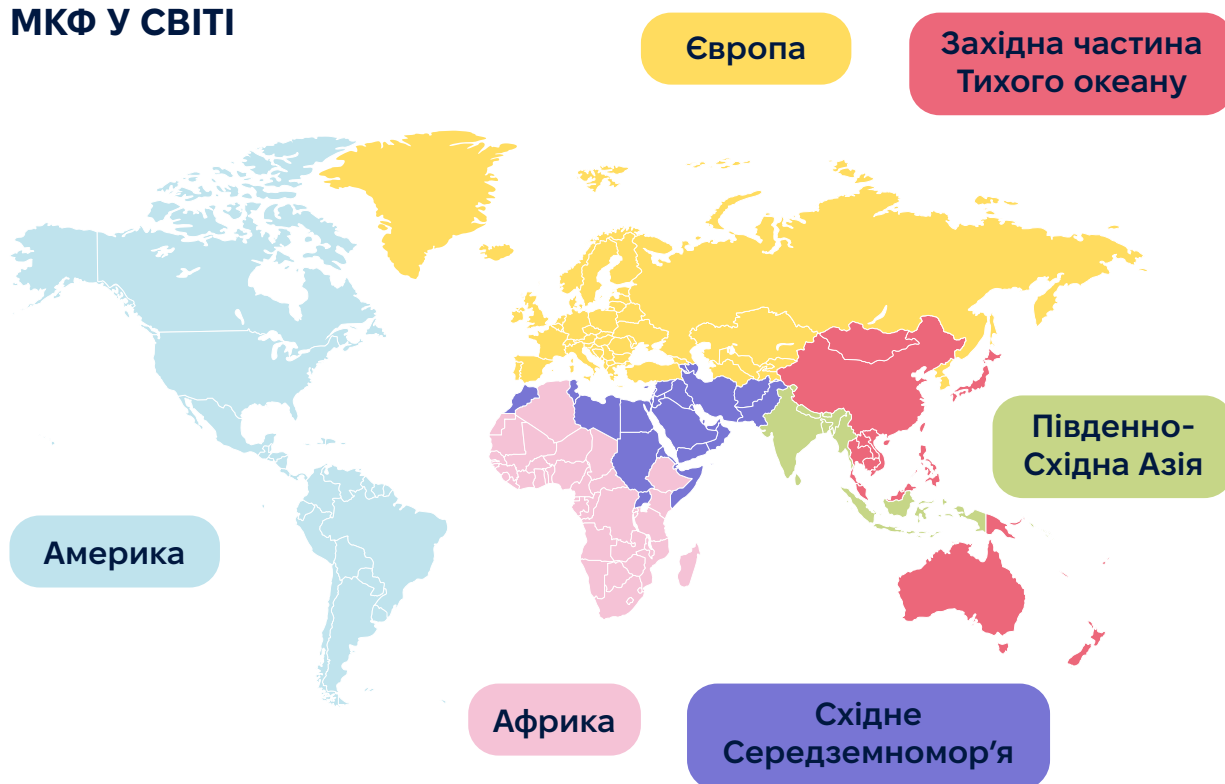 МКФ У СВІТІ
Європа
Західна частина
Тихого океану
Південно-
Східна Азія
Америка
Африка
Східне
Середземномор’я